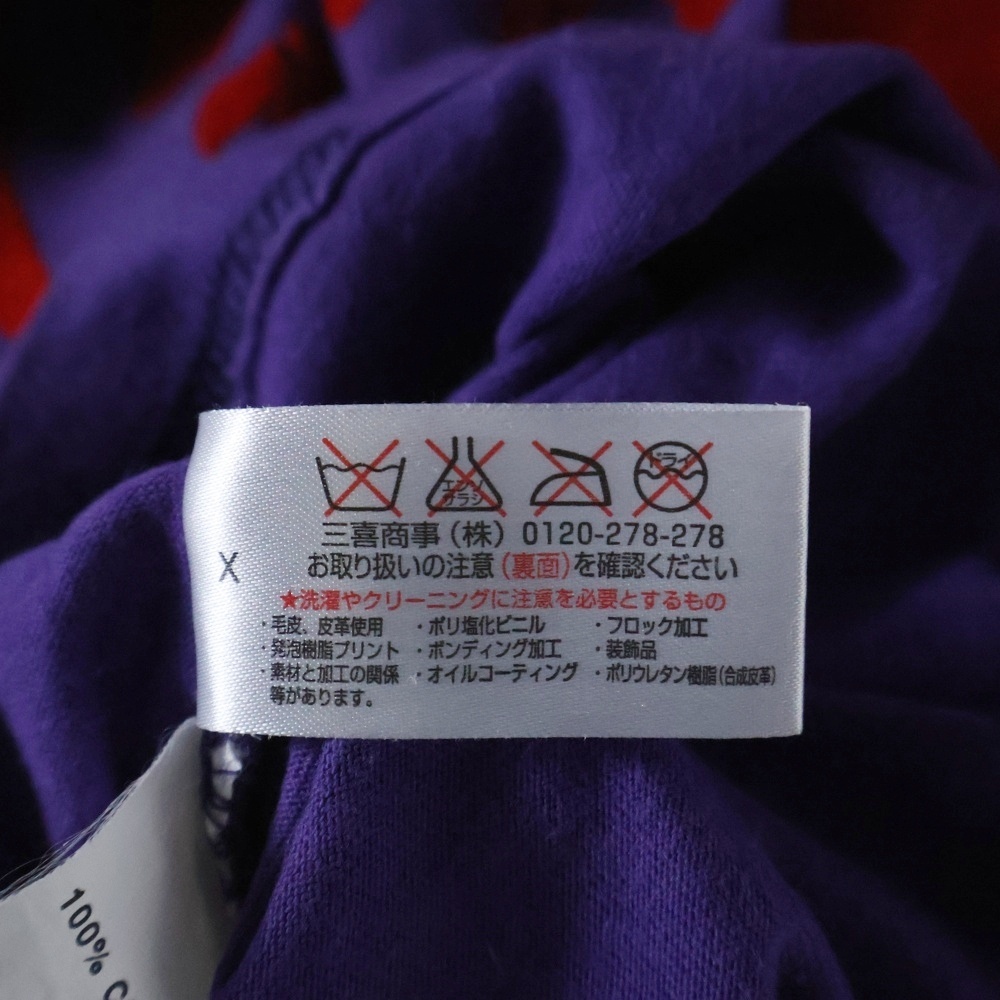 エンソ
サラシ
ドライ
三喜商事(株) 0120-278-278
X
お取り扱いの注意(裏面)を確認ください
★洗濯やクリーニングに注意を必要とするもの
・毛皮、皮革使用 ・ポリ塩化ビニル ・フロック加工
・発泡樹脂プリント ・ボンディング加工 ・装飾品
・素材と加工の関係 ・オイルコーティング ・ポリウレタン樹脂(合成皮革)
等があります。
100% C